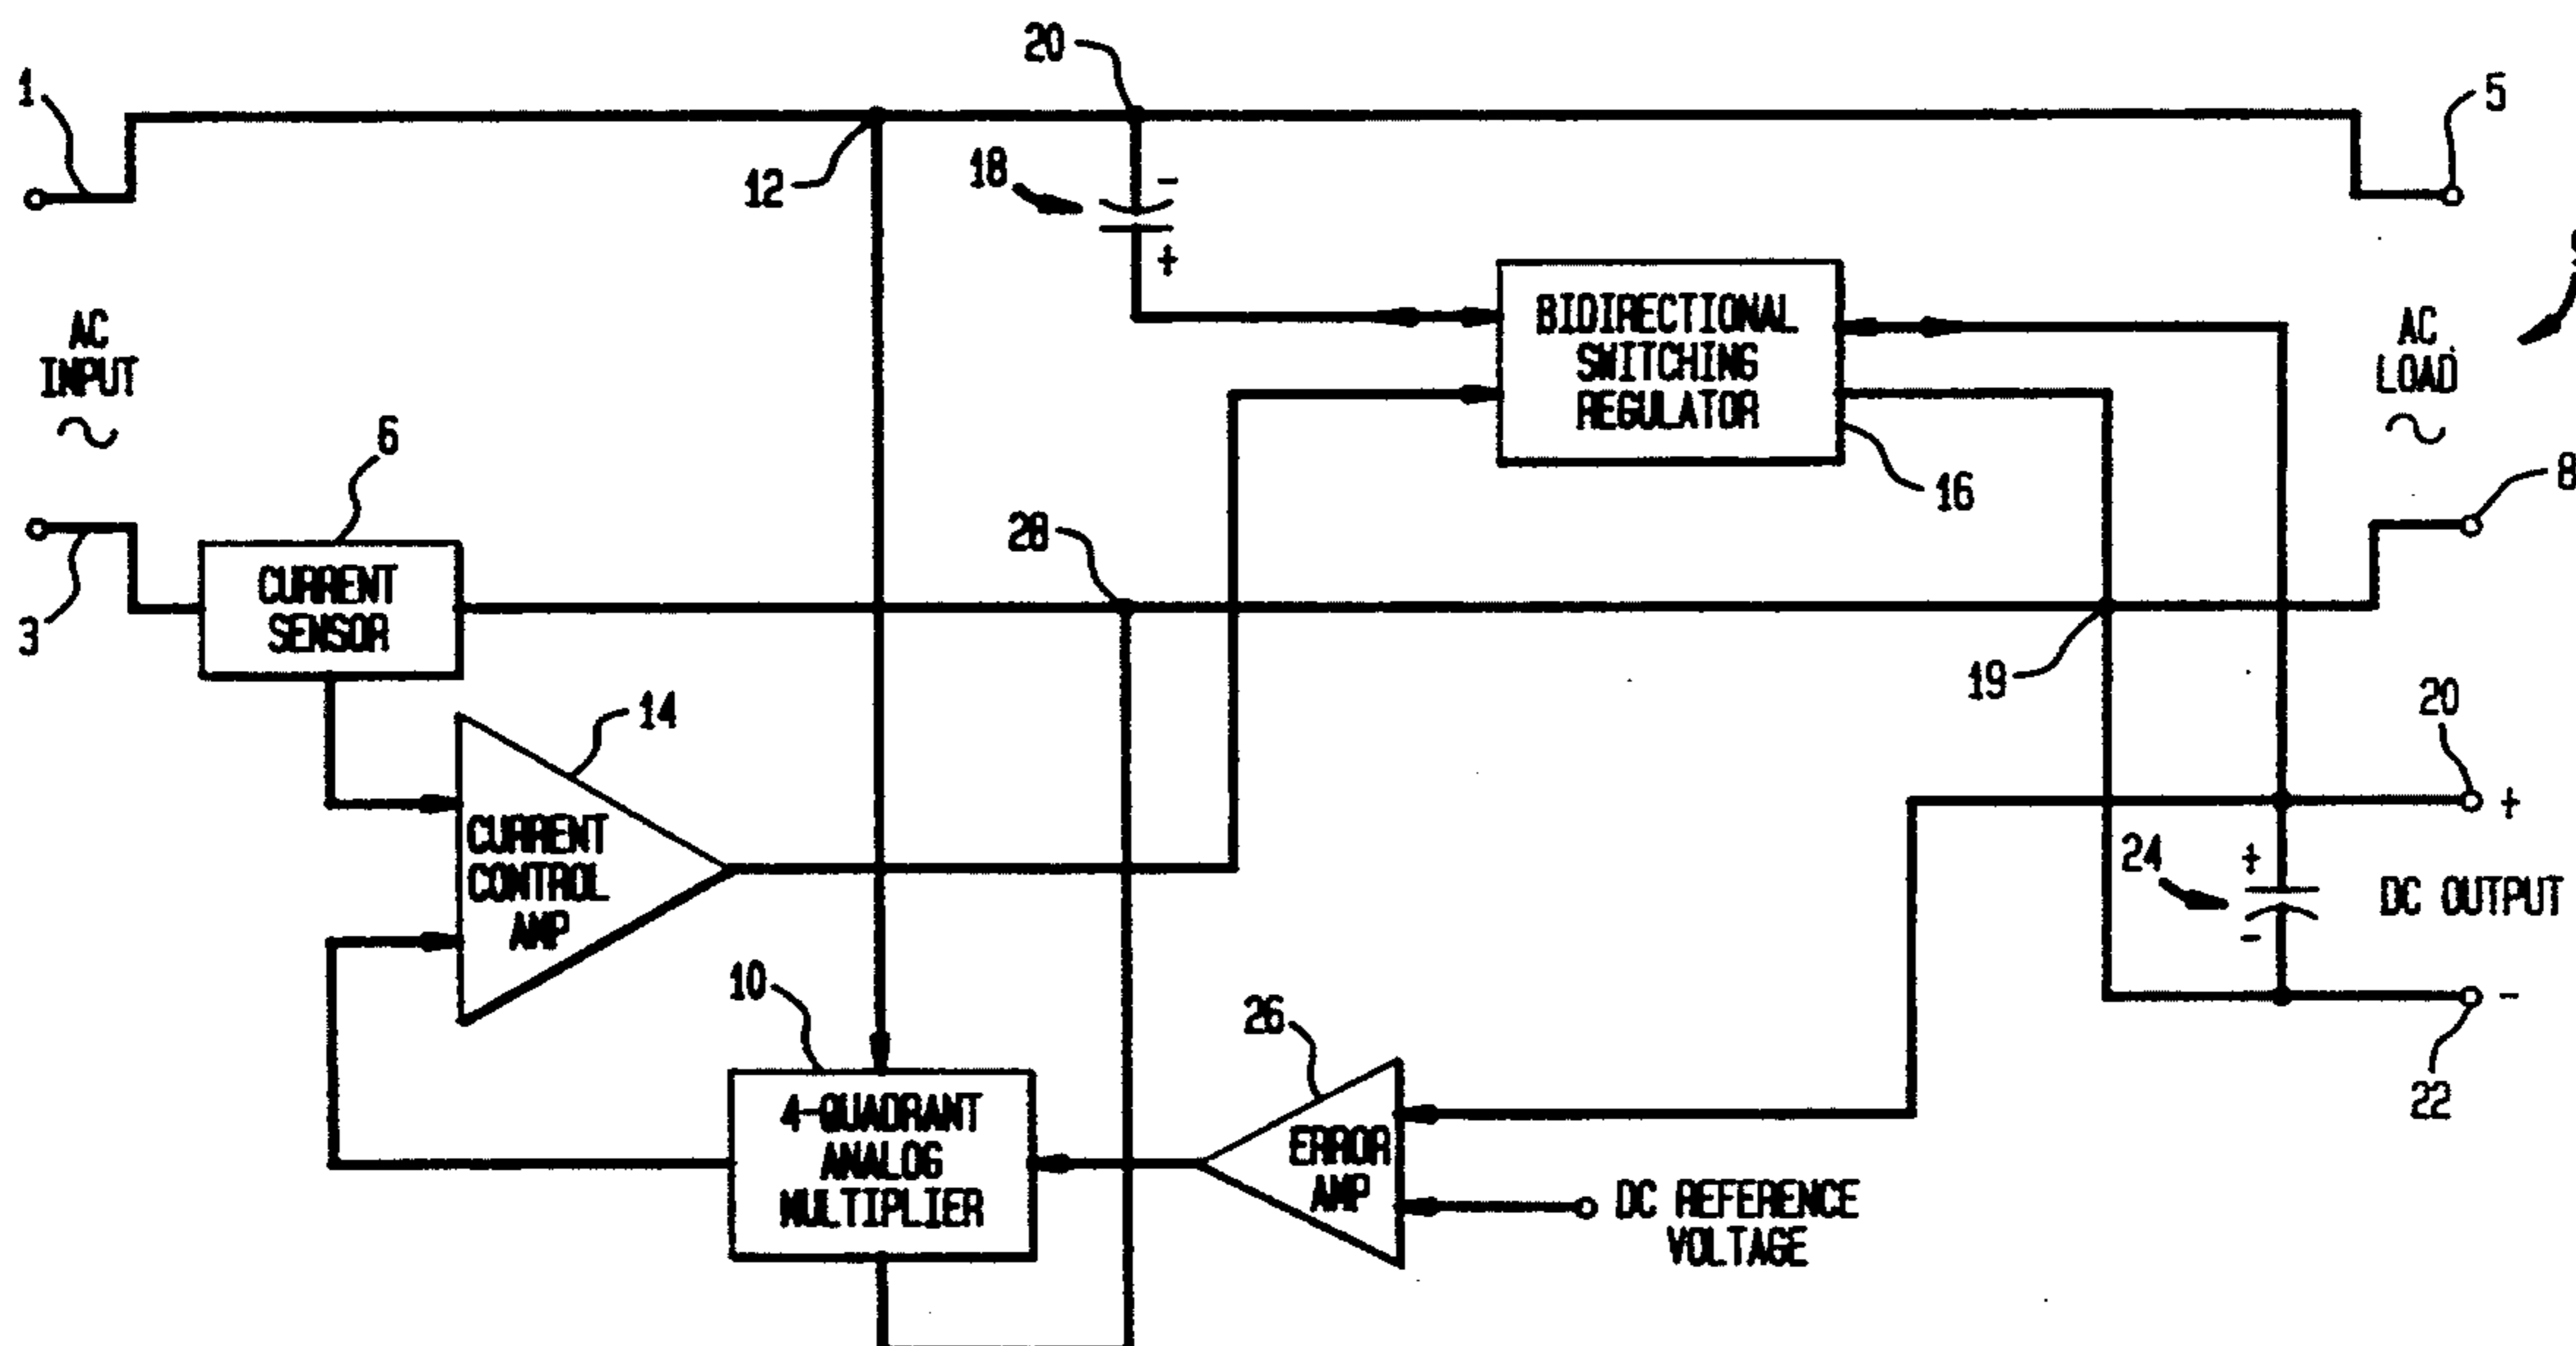 20
1
5
12
18
-
+
BIDIRECTIONAL
SWITCHING
REGULATOR
AC
INPUT
AC
LOAD
6
16
8
28
CURRENT
SENSOR
3
19
20
14
+
CURRENT
CONTROL
AMP
24
+
DC OUTPUT
-
10
26
-
22
4-QUADRANT
ANALOG
MULTIPLIER
ERROR
AMP
DC REFERENCE
VOLTAGE